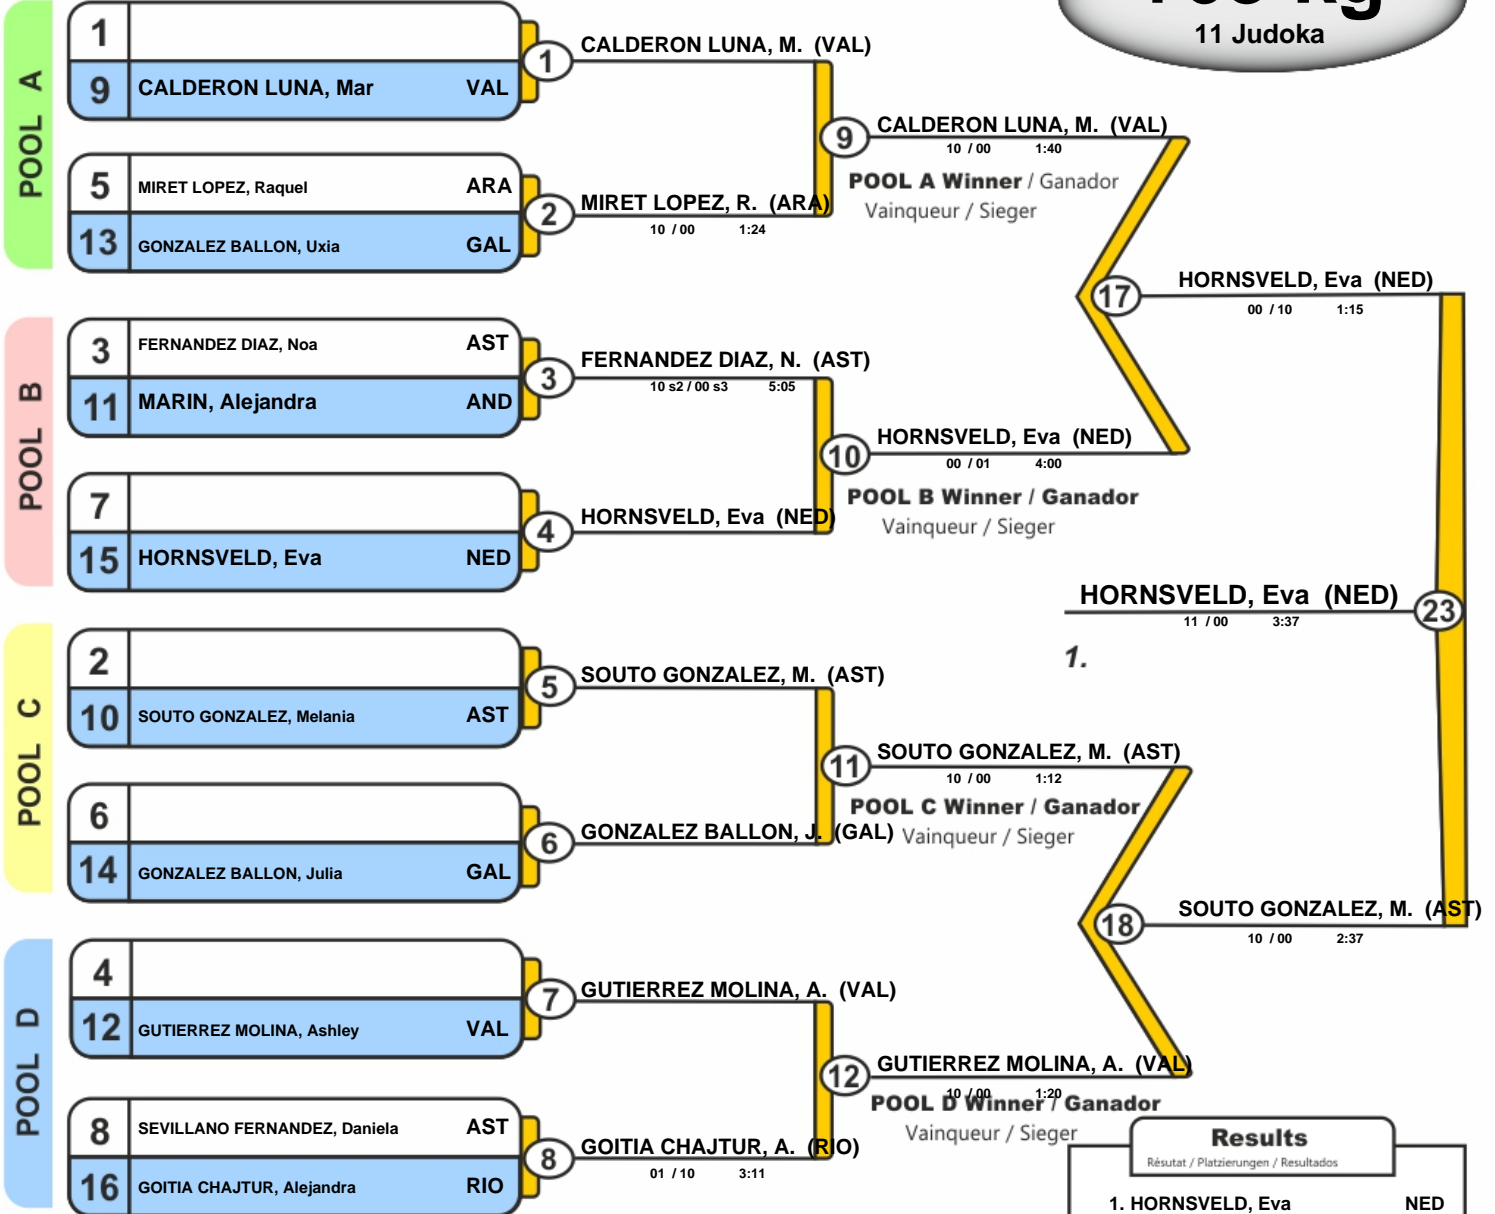 kg
11 Judoka
POOL A
1
9 CALDERON LUNA, Mar VAL
1 CALDERON LUNA, M. (VAL)
5 MIRET LOPEZ, Raquel ARA
13 GONZALEZ BALLON, Uxia GAL
2 MIRET LOPEZ, R. (ARA)
10 / 00 1:24
9 CALDERON LUNA, M. (VAL)
10 / 00 1:40
POOL A Winner / Ganador
Vainqueur / Sieger
POOL B
3 FERNANDEZ DIAZ, Noa AST
11 MARIN, Alejandra AND
3 FERNANDEZ DIAZ, N. (AST)
10 s2 / 00 s3 5:05
7
15 HORNSVELD, Eva NED
4 HORNSVELD, Eva (NED)
10 HORNSVELD, Eva (NED)
00 / 01 4:00
POOL B Winner / Ganador
Vainqueur / Sieger
17 HORNSVELD, Eva (NED)
00 / 10 1:15
HORNSVELD, Eva (NED) 23
11 / 00 3:37
1.
POOL C
2
10 SOUTO GONZALEZ, Melania AST
5 SOUTO GONZALEZ, M. (AST)
6
14 GONZALEZ BALLON, Julia GAL
6 GONZALEZ BALLON, J. (GAL)
11 SOUTO GONZALEZ, M. (AST)
10 / 00 1:12
POOL C Winner / Ganador
Vainqueur / Sieger
18 SOUTO GONZALEZ, M. (AST)
10 / 00 2:37
POOL D
4
12 GUTIERREZ MOLINA, Ashley VAL
7 GUTIERREZ MOLINA, A. (VAL)
8 SEVILLANO FERNANDEZ, Daniela AST
16 GOITIA CHAJTUR, Alejandra RIO
8 GOITIA CHAJTUR, A. (RIO)
01 / 10 3:11
12 GUTIERREZ MOLINA, A. (VAL)
10 / 00 1:20
POOL D Winner / Ganador
Vainqueur / Sieger
Results
Résutat / Platzierungen / Resultados
1. HORNSVELD, Eva NED